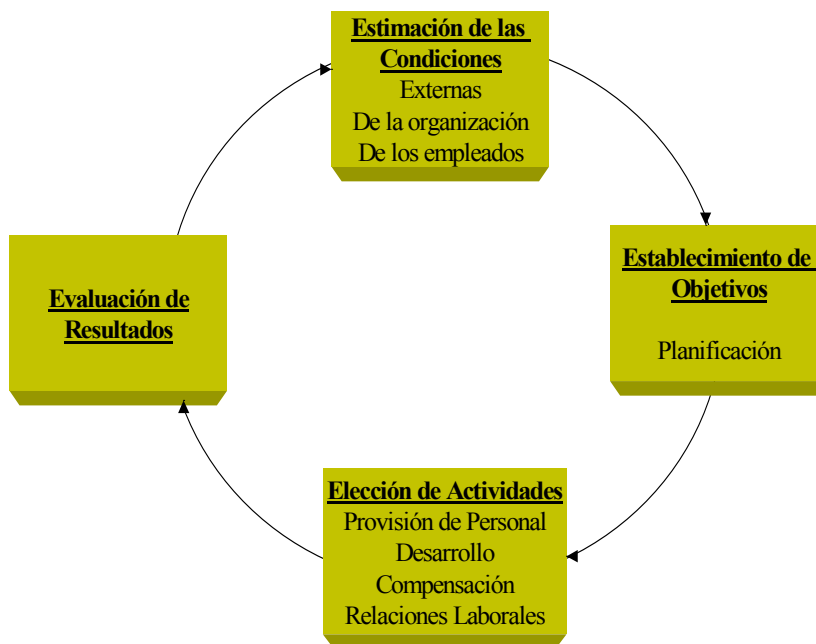 Estimación de las
Condiciones
Externas
De la organización
De los empleados
Establecimiento de
Objetivos
Planificación
Elección de Actividades
Provisión de Personal
Desarrollo
Compensación
Relaciones Laborales
Evaluación de
Resultados